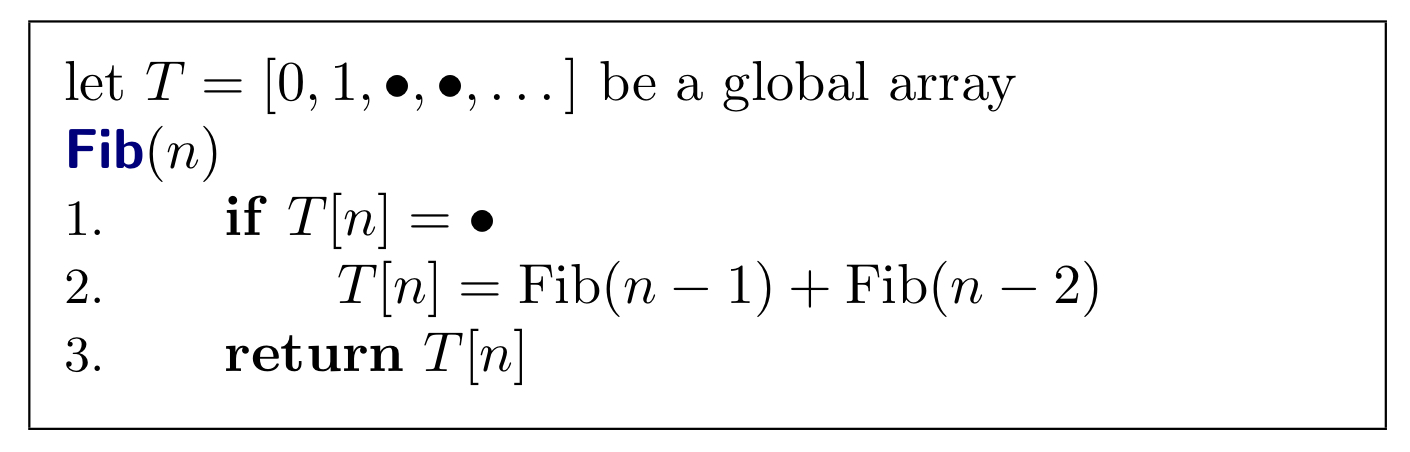 let T = [0, 1, •, •, . . . ] be a global array
Fib(n)
1. if T[n] = •
2. T[n] = Fib(n − 1) + Fib(n − 2)
3. return T[n]